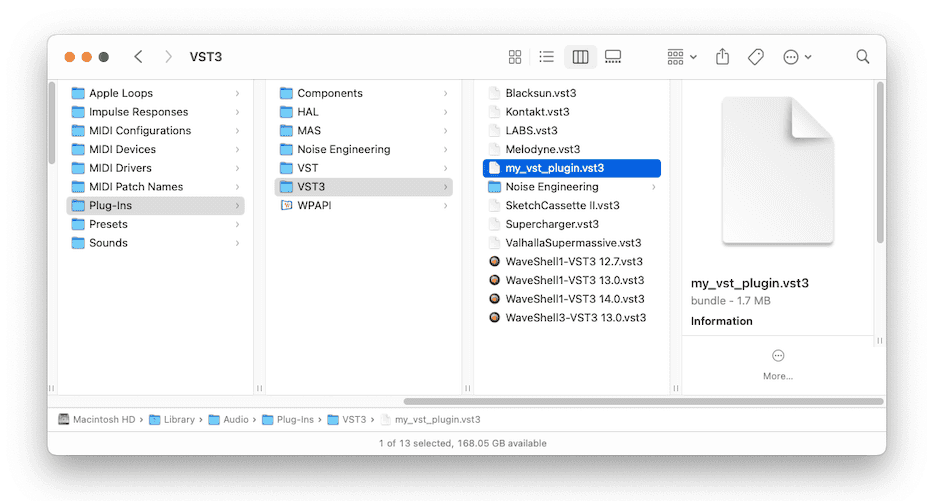 VST3
Apple Loops
Impulse Responses
MIDI Configurations
MIDI Devices
MIDI Drivers
MIDI Patch Names
Plug-Ins
Presets
Sounds
Components
HAL
MAS
Noise Engineering
VST
VST3
WPAPI
Blacksun.vst3
Kontakt.vst3
LABS.vst3
Melodyne.vst3
my_vst_plugin.vst3
Noise Engineering
SketchCassette II.vst3
Supercharger.vst3
ValhallaSupermassive.vst3
WaveShell1-VST3 12.7.vst3
WaveShell1-VST3 13.0.vst3
WaveShell1-VST3 14.0.vst3
WaveShell3-VST3 13.0.vst3
my_vst_plugin.vst3
bundle - 1.7 MB
Information
More...
Macintosh HD › Library › Audio › Plug-Ins › VST3 › my_vst_plugin.vst3
1 of 13 selected, 168.05 GB available